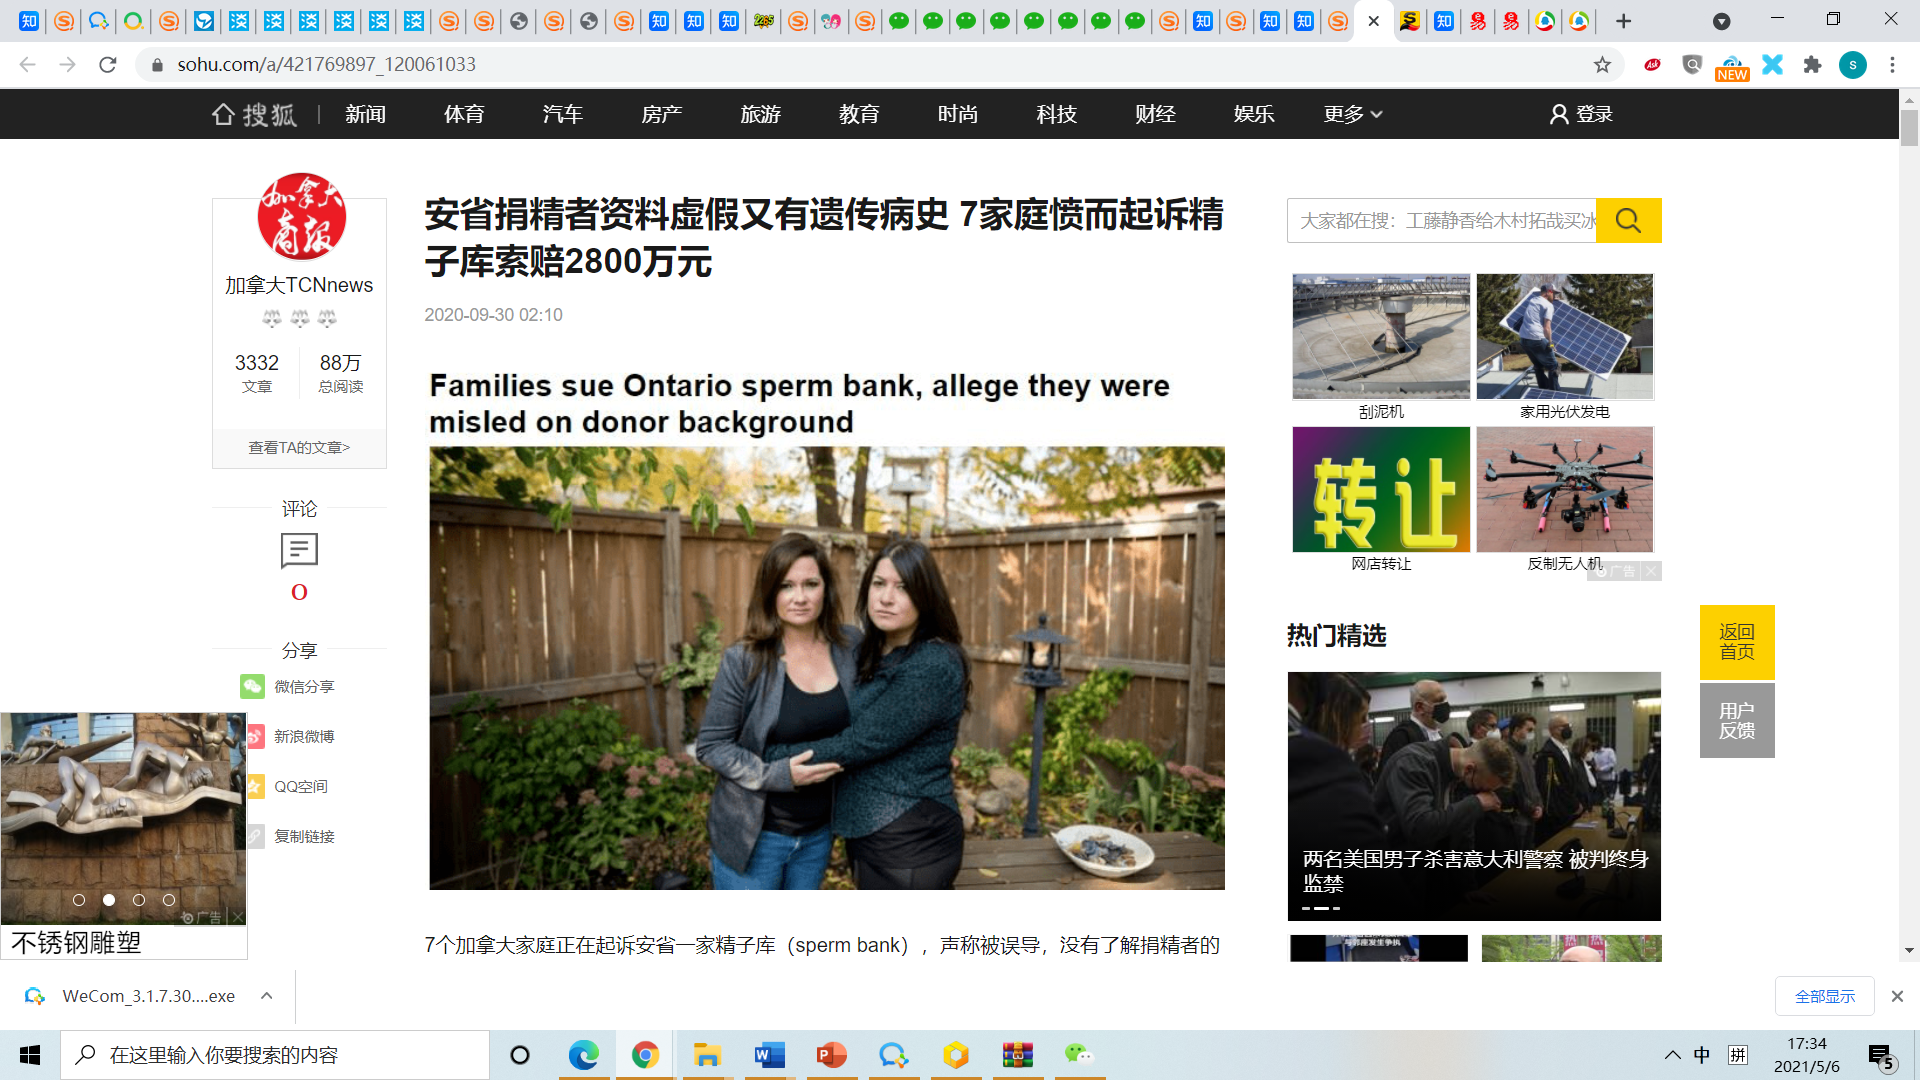 sohu.com/a/421769897_120061033
搜狐
新闻
体育
汽车
房产
旅游
教育
时尚
科技
财经
娱乐
更多
登录
加拿大商报
加拿大TCNnews
3332
88万
文章
总阅读
查看TA的文章>
评论
0
分享
微信分享
新浪微博
QQ空间
复制链接
广告
不锈钢雕塑
安省捐精者资料虚假又有遗传病史 7家庭愤而起诉精
子库索赔2800万元
2020-09-30 02:10
Families sue Ontario sperm bank, allege they were
misled on donor background
7个加拿大家庭正在起诉安省一家精子库（sperm bank），声称被误导，没有了解捐精者的
大家都在搜：工藤静香给木村拓哉买冰
刮泥机
家用光伏发电
转让
网店转让
反制无人机
广告
热门精选
两名美国男子杀害意大利警察 被判终身
监禁
返回
首页
用户
反馈
WeCom_3.1.7.30....exe
全部显示
在这里输入你要搜索的内容
中
拼
17:34
2021/5/6
5